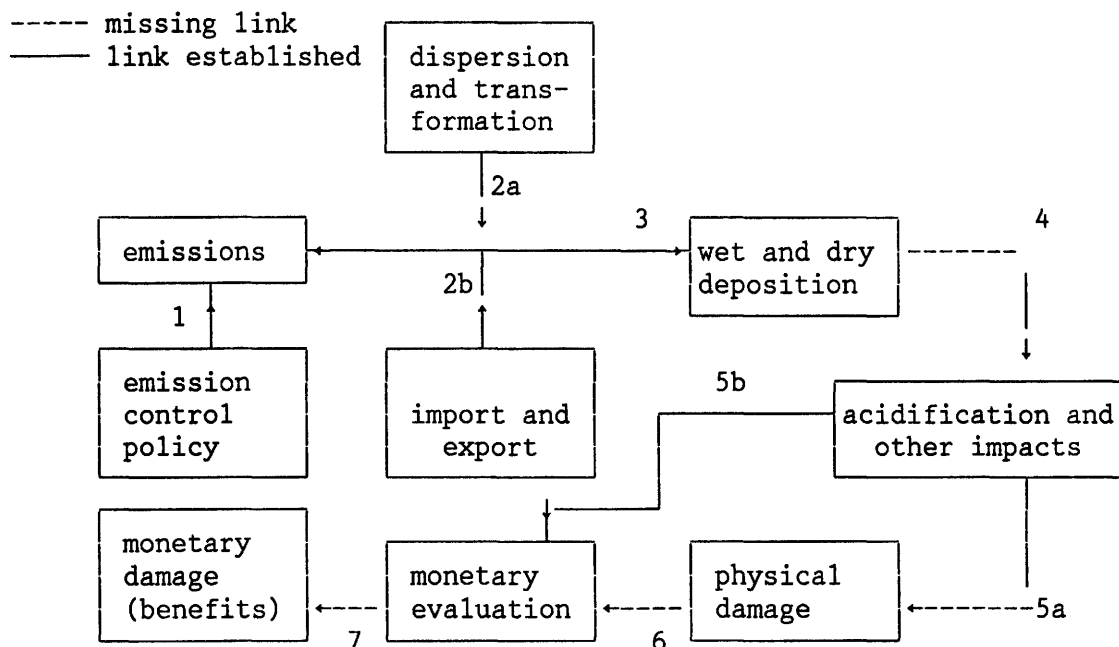 missing link
link established
dispersion
and trans-
formation
2a
3
4
emissions
wet and dry
deposition
2b
1
5b
emission
control
policy
import and
export
acidification and
other impacts
monetary
damage
(benefits)
monetary
evaluation
physical
damage
5a
7
6